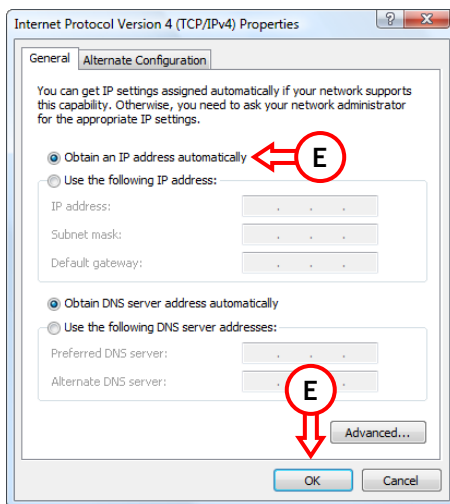 Internet Protocol Version 4 (TCP/IPv4) Properties
?
X
General
Alternate Configuration
You can get IP settings assigned automatically if your network supports
this capability. Otherwise, you need to ask your network administrator
for the appropriate IP settings.
Obtain an IP address automatically
E
Use the following IP address:
IP address:
. . .
Subnet mask:
. . .
Default gateway:
. . .
Obtain DNS server address automatically
Use the following DNS server addresses:
Preferred DNS server:
. . .
Alternate DNS server:
. . .
E
Advanced...
OK
Cancel